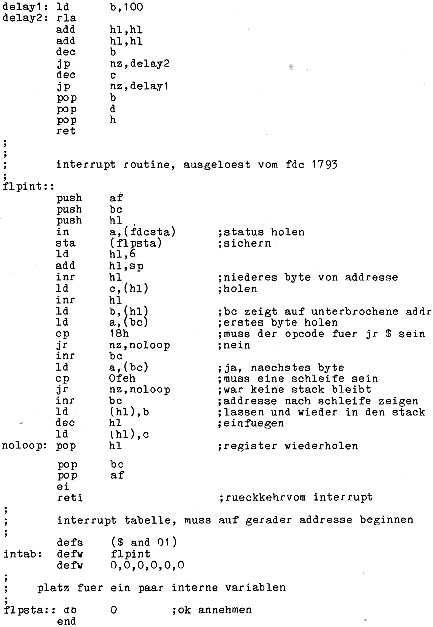 delay1: ld      b,100
delay2: rla
        add     hl,hl
        add     hl,hl
        dec     b
        jp      nz,delay2
        dec     c
        jp      nz,delay1
        pop     b
        pop     d
        pop     h
        ret
;
;
;       interrupt routine, ausgeloest vom fdc 1793
;
flpint::
        push    af
        push    bc
        push    hl
        in      a,(fdcsta)      ;status holen
        sta     (flpsta)        ;sichern
        ld      hl,6
        add     hl,sp
        inr     hl              ;niederes byte von addresse
        ld      c,(hl)          ;holen
        inr     hl
        ld      b,(hl)          ;bc zeigt auf unterbrochene addr
        ld      a,(bc)          ;erstes byte holen
        cp      18h             ;muss der opcode fuer jr $ sein
        jr      nz,noloop       ;nein
        inr     bc
        ld      a,(bc)          ;ja, naechstes byte
        cp      0feh            ;muss eine schleife sein
        jr      nz,noloop       ;war keine stack bleibt
        inr     bc              ;addresse nach schleife zeigen
        ld      (hl),b          ;lassen und wieder in den stack
        dec     hl              ;einfuegen
        ld      (hl),c
noloop: pop     hl              ;register wiederholen
        pop     bc
        pop     af
        ei
        reti                    ;rueckkehrvom interrupt
;
;       interrupt tabelle, muss auf gerader addresse beginnen
;
        defs    ($ and 01)
intab:  defw    flpint
        defw    0,0,0,0,0,0
;
;    platz fuer ein paar interne variablen
;
flpsta:: db     0       ;ok annehmen
        end